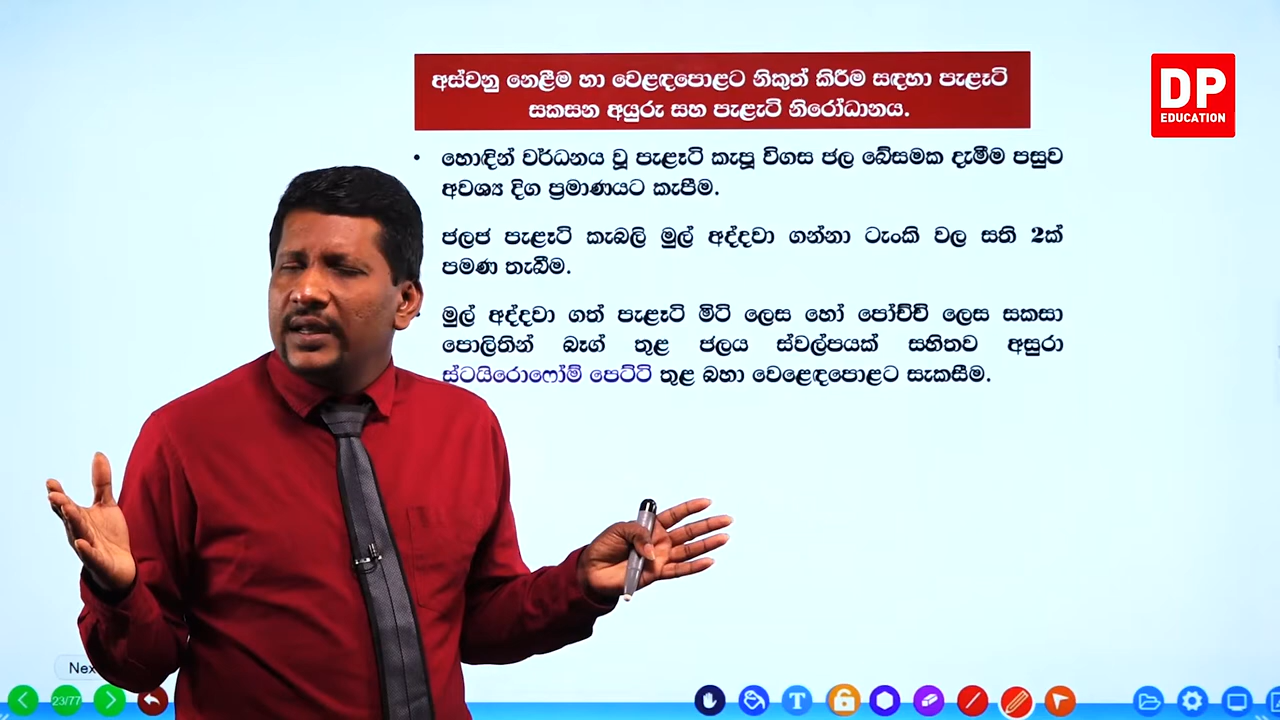 අස්වනු නෙළීම හා වෙළඳපොළට නිකුත් කිරීම සඳහා පැළෑටි
සකසන අයුරු සහ පැළෑටි නිරෝධානය.
DP
EDUCATION
• හොඳින් වර්ධනය වූ පැළෑටි කැපූ විගස ජල බේසමක දැමීම පසුව
අවශ්‍ය දිග ප්‍රමාණයට කැපීම.
ජලජ පැළෑටි කැබලි මුල් අද්දවා ගන්නා ටැංකි වල සති 2ක්
පමණ තැබීම.
මුල් අද්දවා ගත් පැළෑටි මිටි ලෙස හෝ පෝච්චි ලෙස සකසා
පොලිතින් බෑග් තුළ ජලය ස්වල්පයක් සහිතව අසුරා
ස්ටයිරොෆෝම් පෙට්ටි තුළ බහා වෙළෙඳපොළට සැකසීම.
Nex
23/77
T